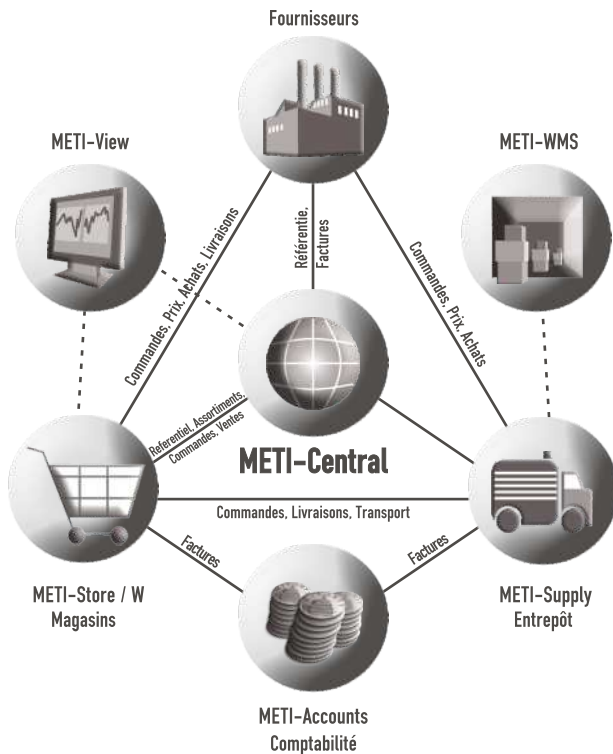 Fournisseurs
METI-View
METI-WMS
Commandes, Prix, Achats, Livraisons
Référentie,
Factures
Commandes, Prix, Achats
Referentiel, Assortiments,
Commandes, Ventes
METI-Central
Commandes, Livraisons, Transport
Factures
Factures
METI-Store / W
Magasins
METI-Supply
Entrepôt
METI-Accounts
Comptabilité